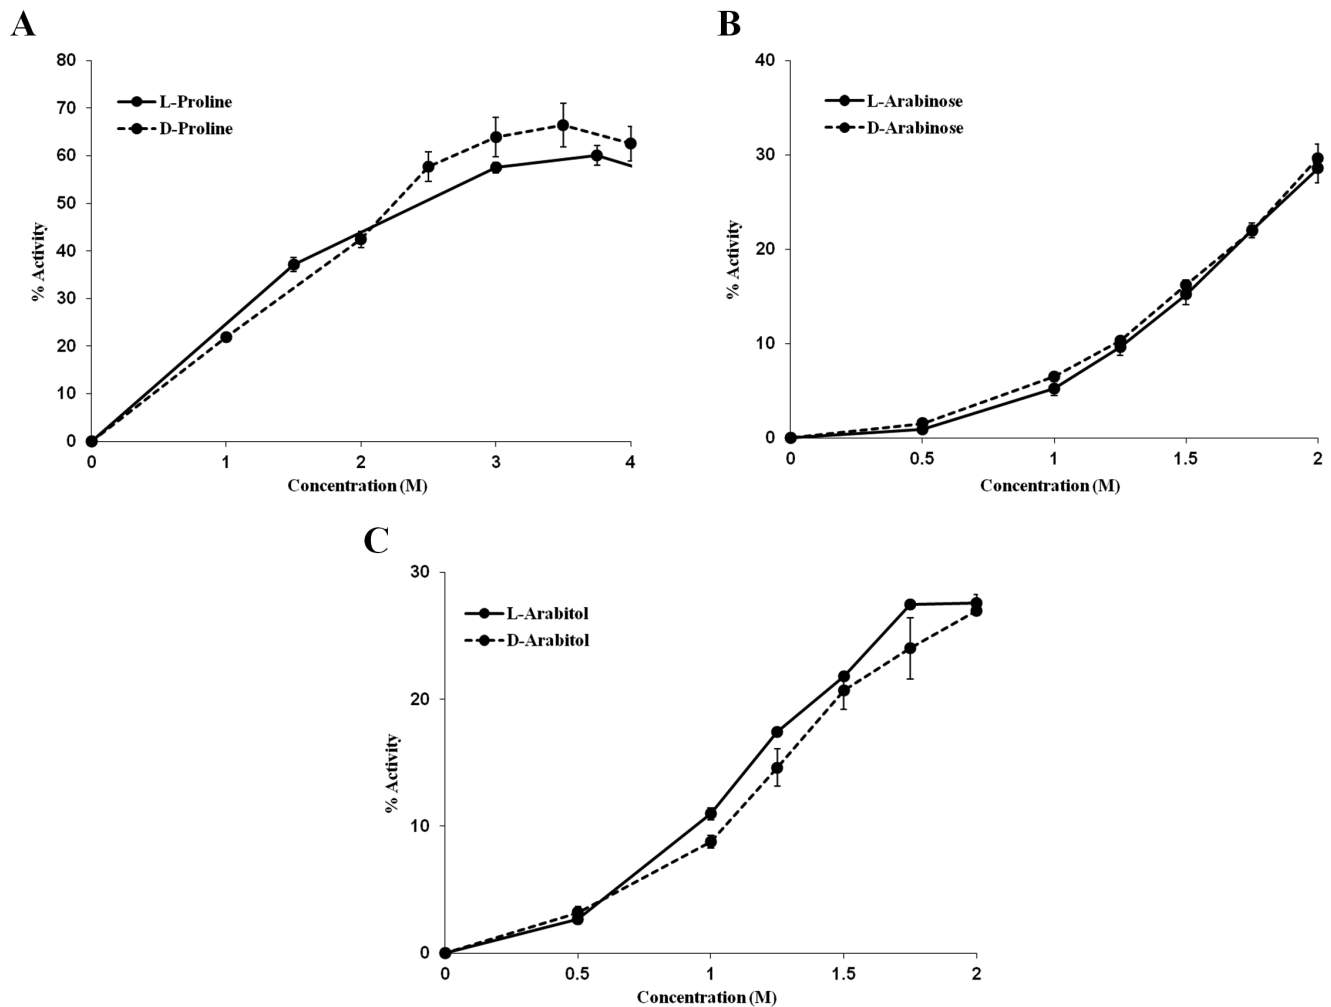 A
80
70
60
50
40
30
20
10
0
% Activity
L-Proline
D-Proline
0 1 2 3 4
Concentration (M)
B
40
30
20
10
0
% Activity
L-Arabinose
D-Arabinose
0 0.5 1 1.5 2
Concentration (M)
C
30
20
10
0
% Activity
L-Arabitol
D-Arabitol
0 0.5 1 1.5 2
Concentration (M)